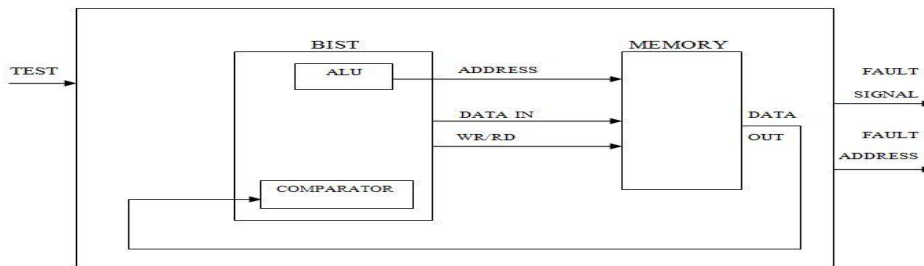 BIST
MEMORY
TEST
ALU
ADDRESS
FAULT
SIGNAL
DATA IN
DATA
WR/RD
OUT
FAULT
ADDRESS
COMPARATOR